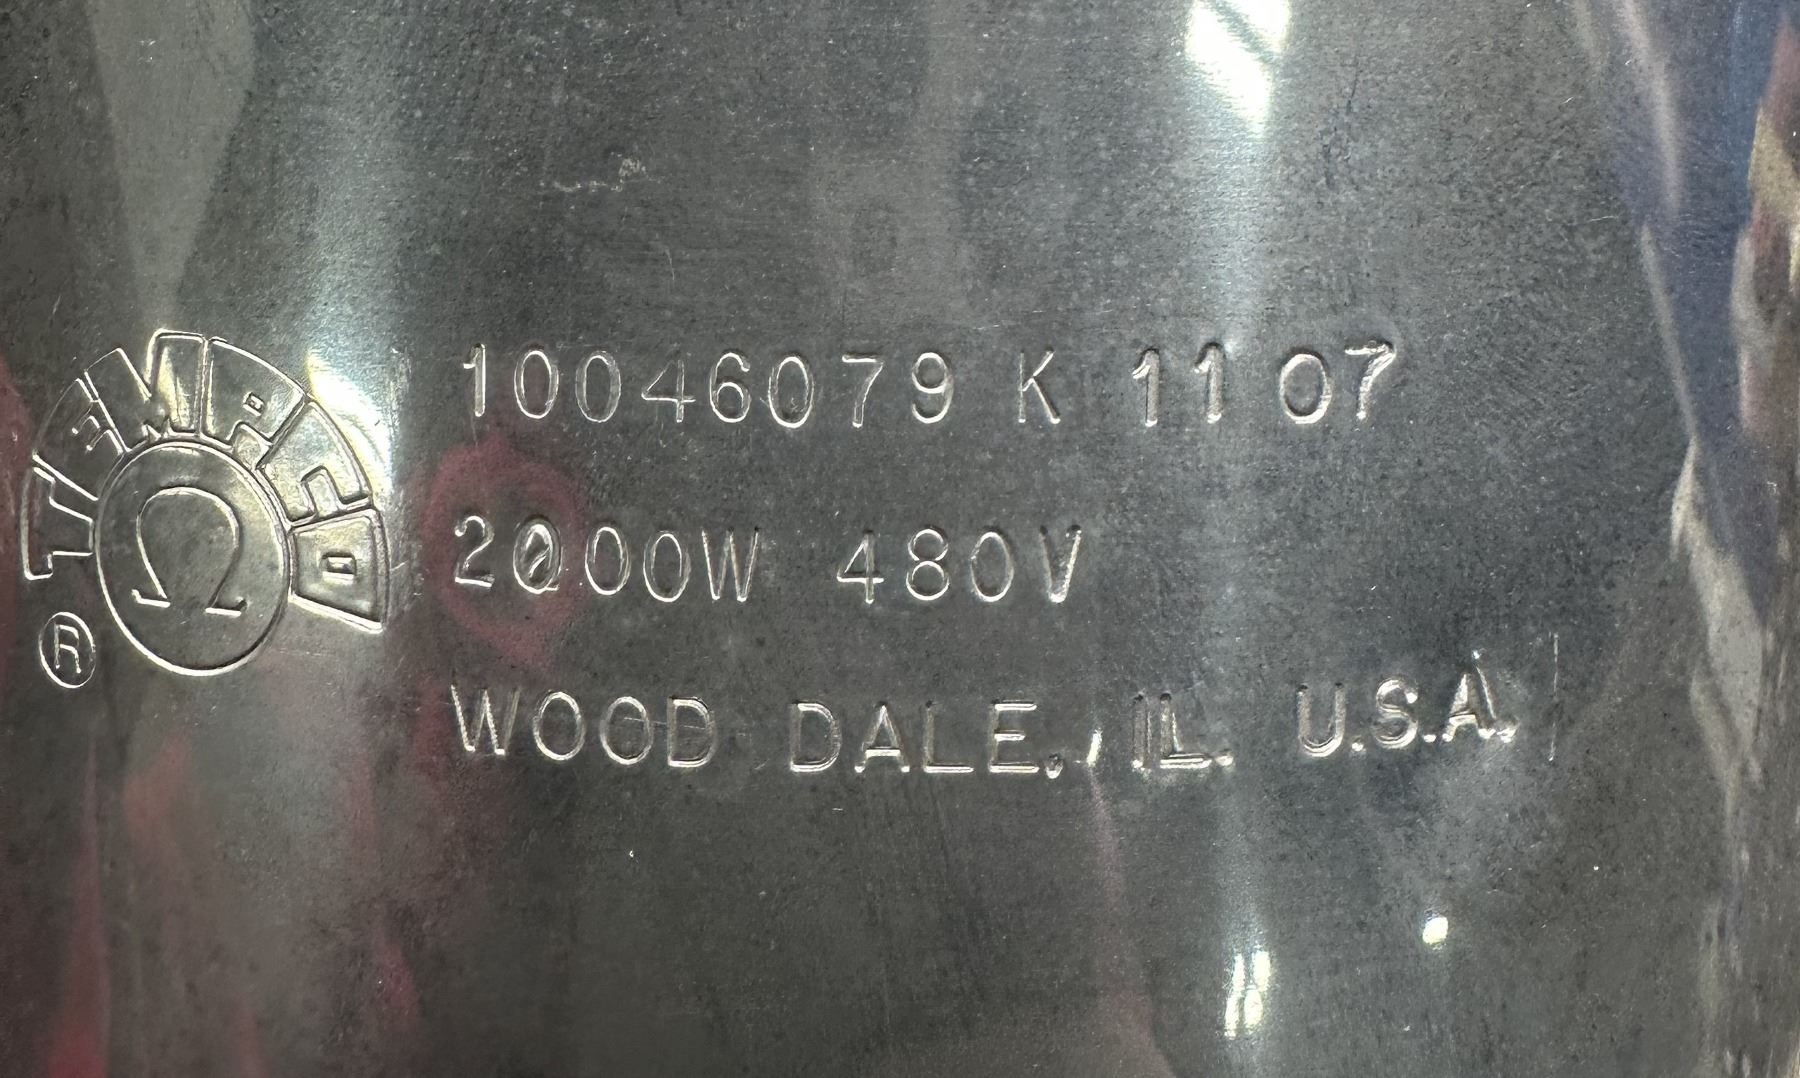 TEMPCO
Ω
®
10046079 K 11 07
2000W 480V
WOOD DALE, IL. U.S.A.